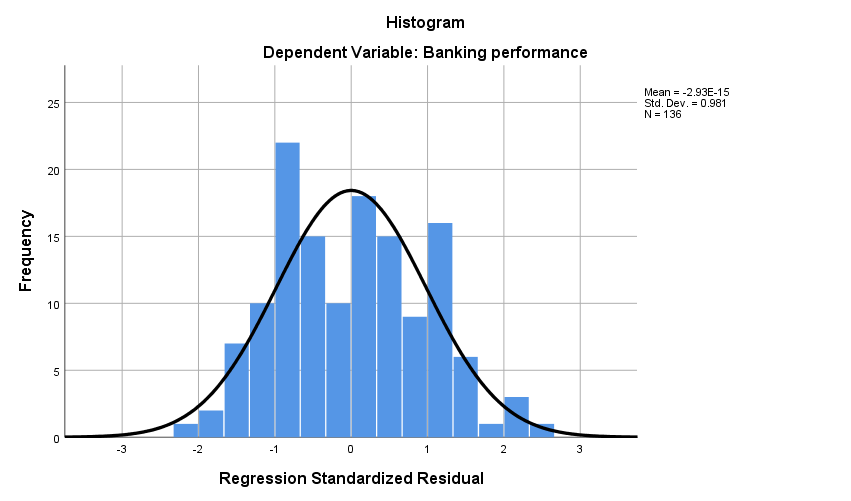 Histogram
Dependent Variable: Banking performance
Mean = -2.93E-15
Std. Dev. = 0.981
N = 136
25
20
15
10
5
0
Frequency
-3 -2 -1 0 1 2 3
Regression Standardized Residual